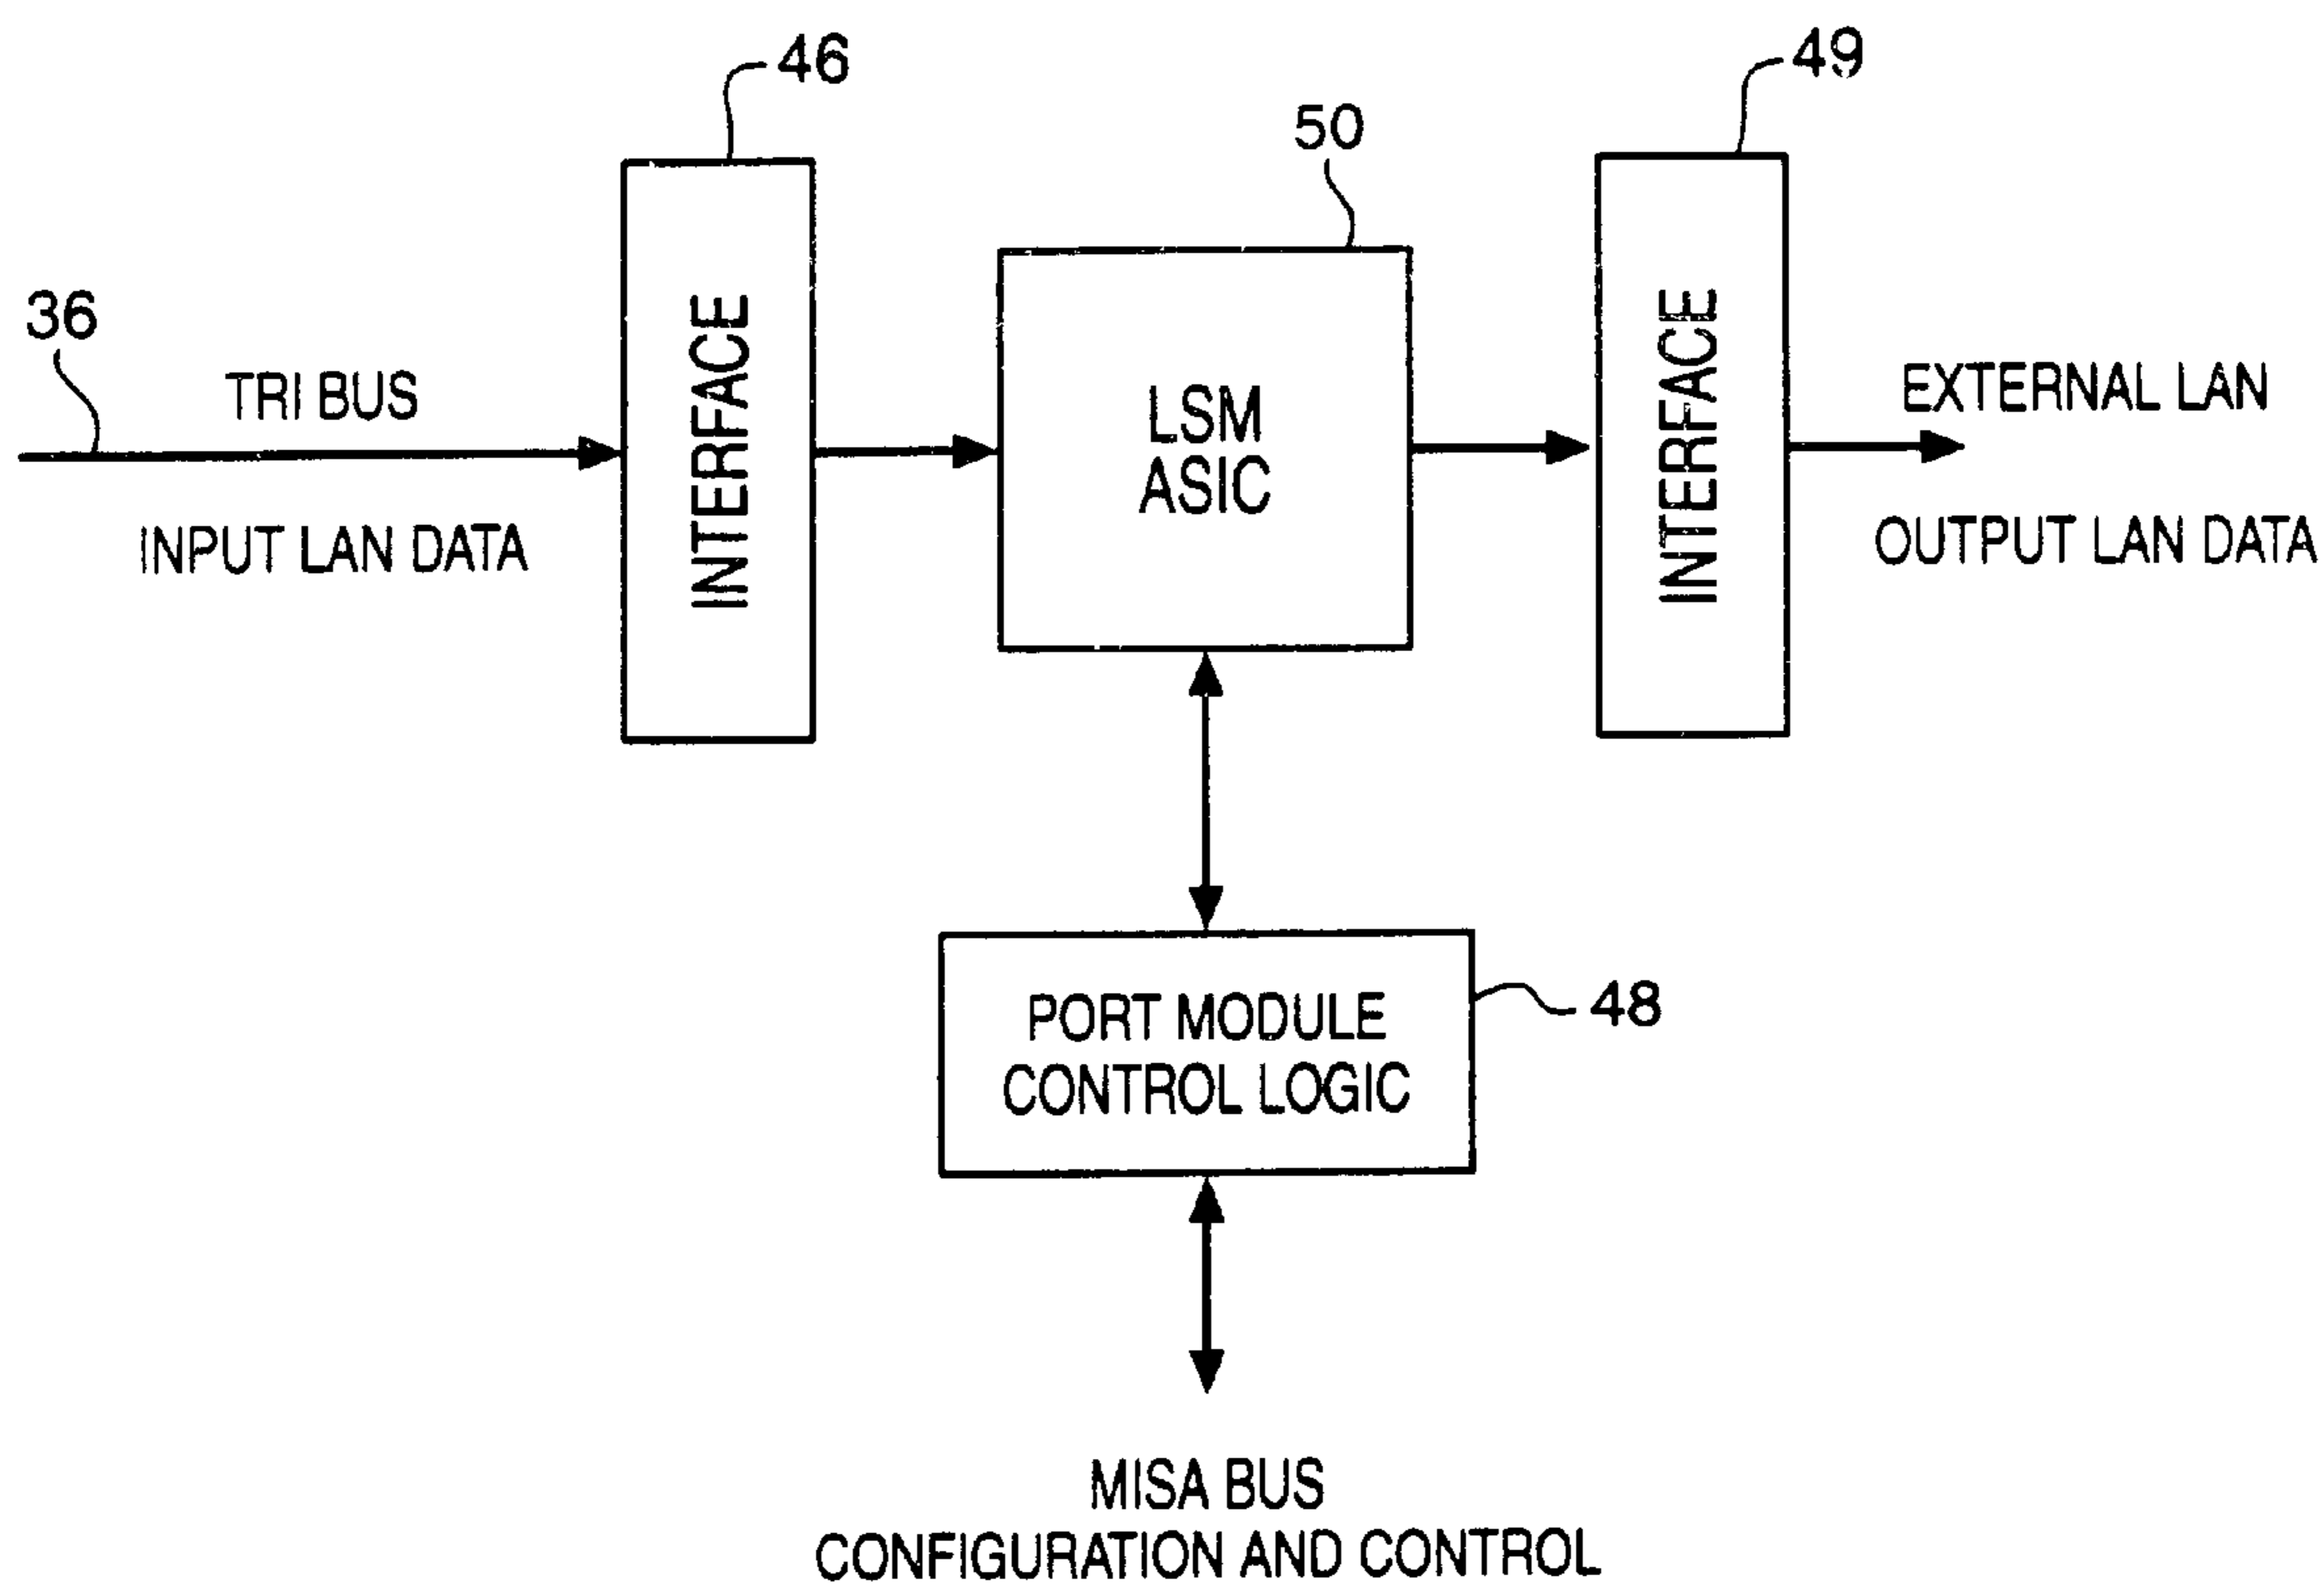 46
49
50
36
TRI BUS
INPUT LAN DATA
INTERFACE
LSM
ASIC
INTERFACE
EXTERNAL LAN
OUTPUT LAN DATA
PORT MODULE
CONTROL LOGIC
48
MISA BUS
CONFIGURATION AND CONTROL